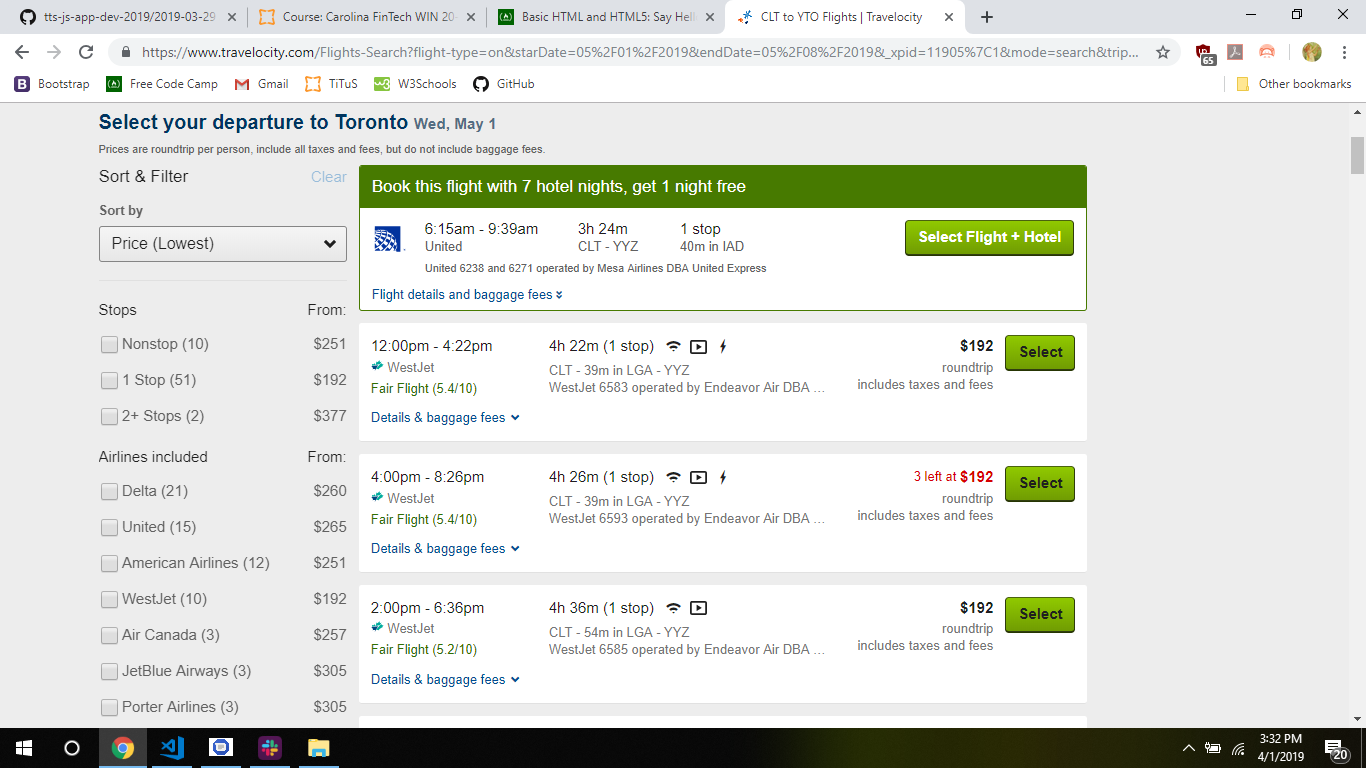 tts-js-app-dev-2019/2019-03-29
Course: Carolina FinTech WIN 20
Basic HTML and HTML5: Say Hell
CLT to YTO Flights | Travelocity
https://www.travelocity.com/Flights-Search?flight-type=on&starDate=05%2F01%2F2019&endDate=05%2F08%2F2019&_xpid=11905%7C1&mode=search&trip...
65
Bootstrap
Free Code Camp
Gmail
TiTuS
W3Schools
GitHub
Other bookmarks
Select your departure to Toronto Wed, May 1
Prices are roundtrip per person, include all taxes and fees, but do not include baggage fees.
Sort & Filter Clear
Sort by
Price (Lowest)
Stops From:
Nonstop (10) $251
1 Stop (51) $192
2+ Stops (2) $377
Airlines included From:
Delta (21) $260
United (15) $265
American Airlines (12) $251
WestJet (10) $192
Air Canada (3) $257
JetBlue Airways (3) $305
Porter Airlines (3) $305
Book this flight with 7 hotel nights, get 1 night free
6:15am - 9:39am 3h 24m 1 stop
United CLT - YYZ 40m in IAD
Select Flight + Hotel
United 6238 and 6271 operated by Mesa Airlines DBA United Express
Flight details and baggage fees
12:00pm - 4:22pm 4h 22m (1 stop) $192 Select
WestJet CLT - 39m in LGA - YYZ roundtrip
Fair Flight (5.4/10) WestJet 6583 operated by Endeavor Air DBA ... includes taxes and fees
Details & baggage fees
4:00pm - 8:26pm 4h 26m (1 stop) 3 left at $192 Select
WestJet CLT - 39m in LGA - YYZ roundtrip
Fair Flight (5.4/10) WestJet 6593 operated by Endeavor Air DBA ... includes taxes and fees
Details & baggage fees
2:00pm - 6:36pm 4h 36m (1 stop) $192 Select
WestJet CLT - 54m in LGA - YYZ roundtrip
Fair Flight (5.2/10) WestJet 6585 operated by Endeavor Air DBA ... includes taxes and fees
Details & baggage fees
3:32 PM
4/1/2019
20